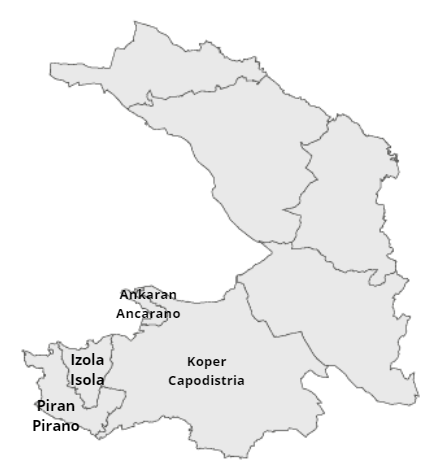 Ankaran
Ancarano
Izola
Isola
Koper
Capodistria
Piran
Pirano